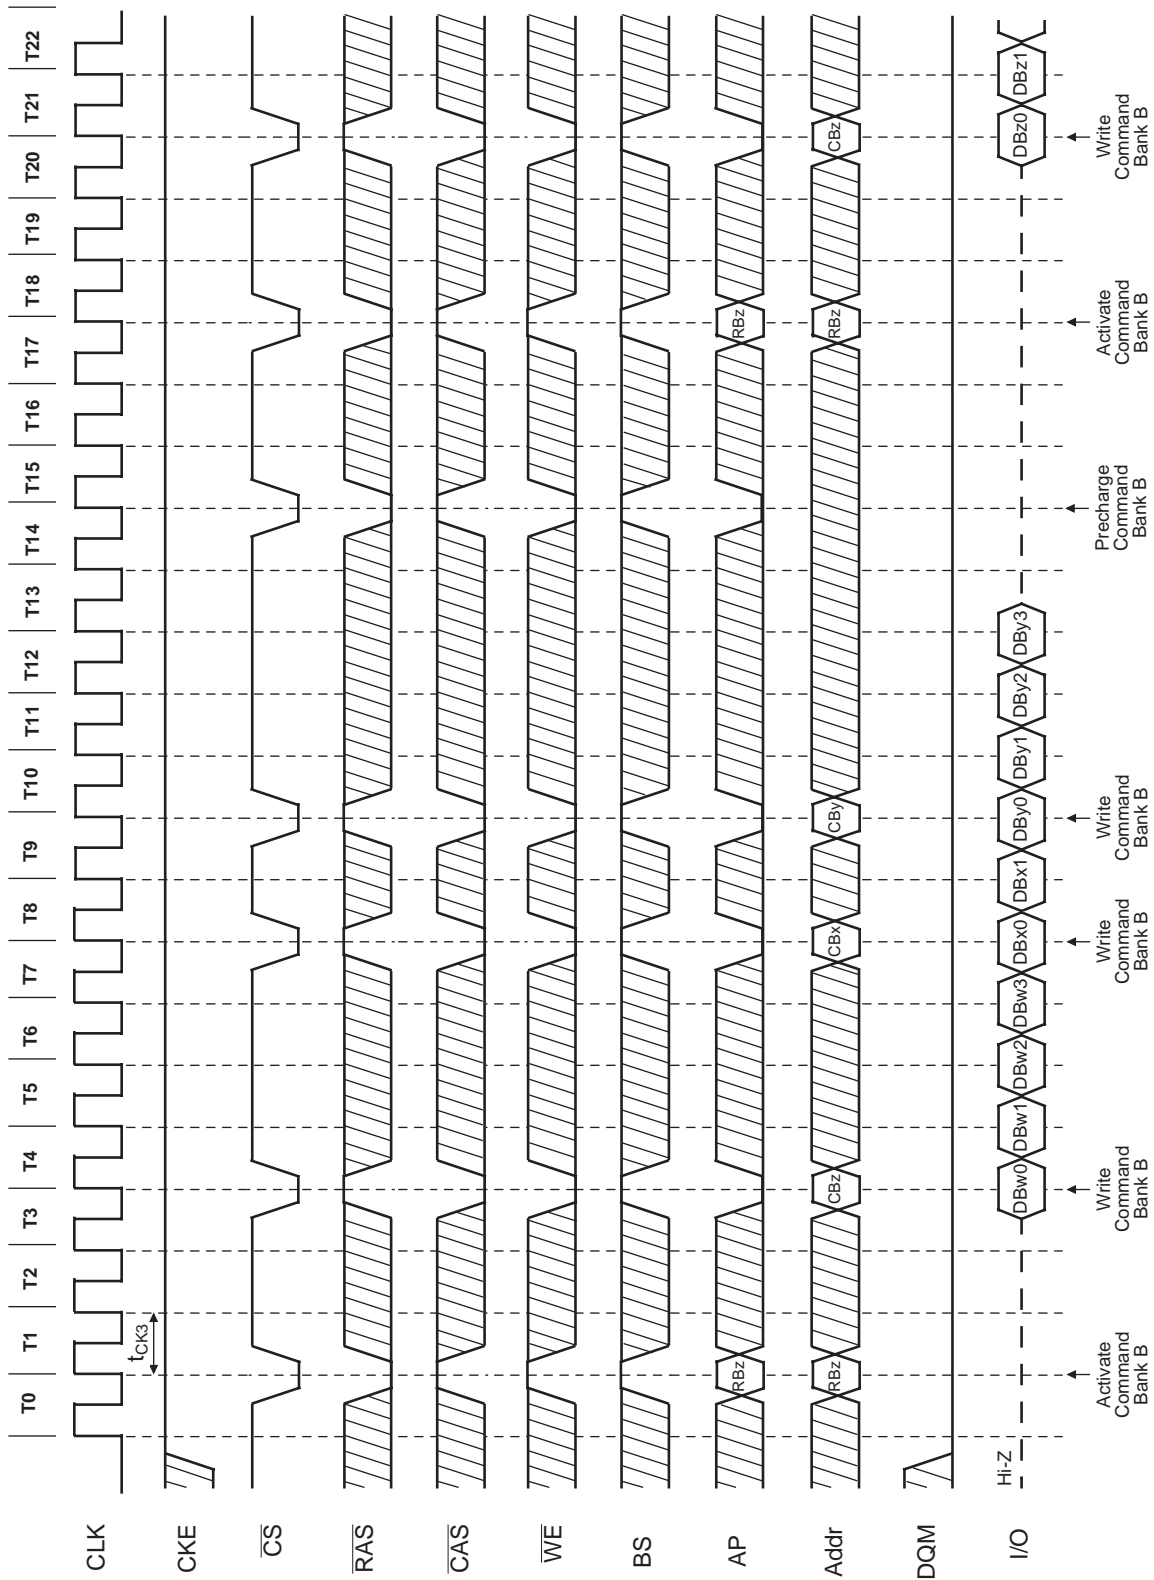 T0 T1 T2 T3 T4 T5 T6 T7 T8 T9 T10 T11 T12 T13 T14 T15 T16 T17 T18 T19 T20 T21 T22
CLK
tCK3
CKE
CS
RAS
CAS
WE
BS
AP RBz RBz
Addr RBz CBz CBx CBy RBz CBz
DQM
I/O Hi-Z DBw0 DBw1 DBw2 DBw3 DBx0 DBx1 DBy0 DBy1 DBy2 DBy3 DBz0 DBz1
Activate
Command
Bank B
Write
Command
Bank B
Write
Command
Bank B
Write
Command
Bank B
Precharge
Command
Bank B
Activate
Command
Bank B
Write
Command
Bank B